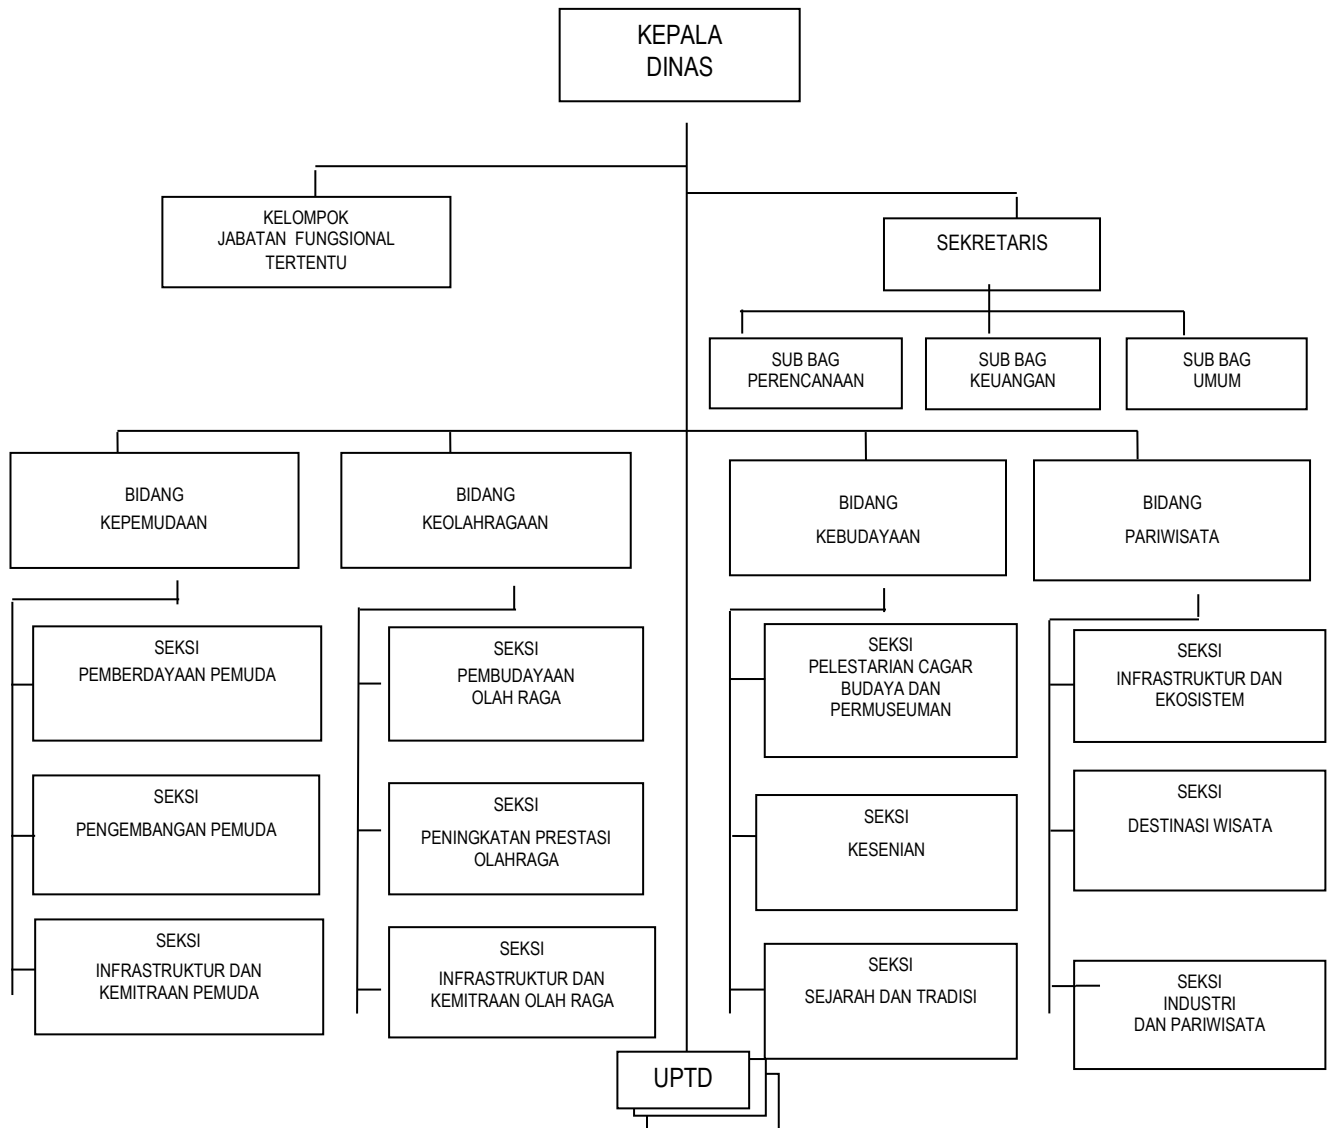 KEPALA
DINAS
KELOMPOK
JABATAN FUNGSIONAL
TERTENTU
SEKRETARIS
SUB BAG
PERENCANAAN
SUB BAG
KEUANGAN
SUB BAG
UMUM
BIDANG
KEPEMUDAAN
BIDANG
KEOLAHRAGAAN
BIDANG
KEBUDAYAAN
BIDANG
PARIWISATA
SEKSI
PEMBERDAYAAN PEMUDA
SEKSI
PENGEMBANGAN PEMUDA
SEKSI
INFRASTRUKTUR DAN
KEMITRAAN PEMUDA
SEKSI
PEMBUDAYAAN
OLAH RAGA
SEKSI
PENINGKATAN PRESTASI
OLAHRAGA
SEKSI
INFRASTRUKTUR DAN
KEMITRAAN OLAH RAGA
SEKSI
PELESTARIAN CAGAR
BUDAYA DAN
PERMUSEUMAN
SEKSI
KESENIAN
SEKSI
SEJARAH DAN TRADISI
SEKSI
INFRASTRUKTUR DAN
EKOSISTEM
SEKSI
DESTINASI WISATA
SEKSI
INDUSTRI
DAN PARIWISATA
UPTD